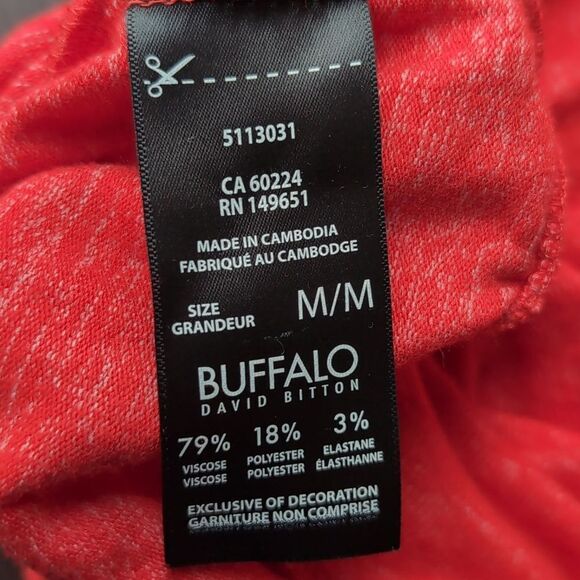 5113031
CA 60224
RN 149651
MADE IN CAMBODIA
FABRIQUÉ AU CAMBODGE
SIZE
GRANDEUR M/M
BUFFALO
DAVID BITTON
79% 18% 3%
VISCOSE POLYESTER ELASTANE
VISCOSE POLYESTER ÉLASTHANNE
EXCLUSIVE OF DECORATION
GARNITURE NON COMPRISE